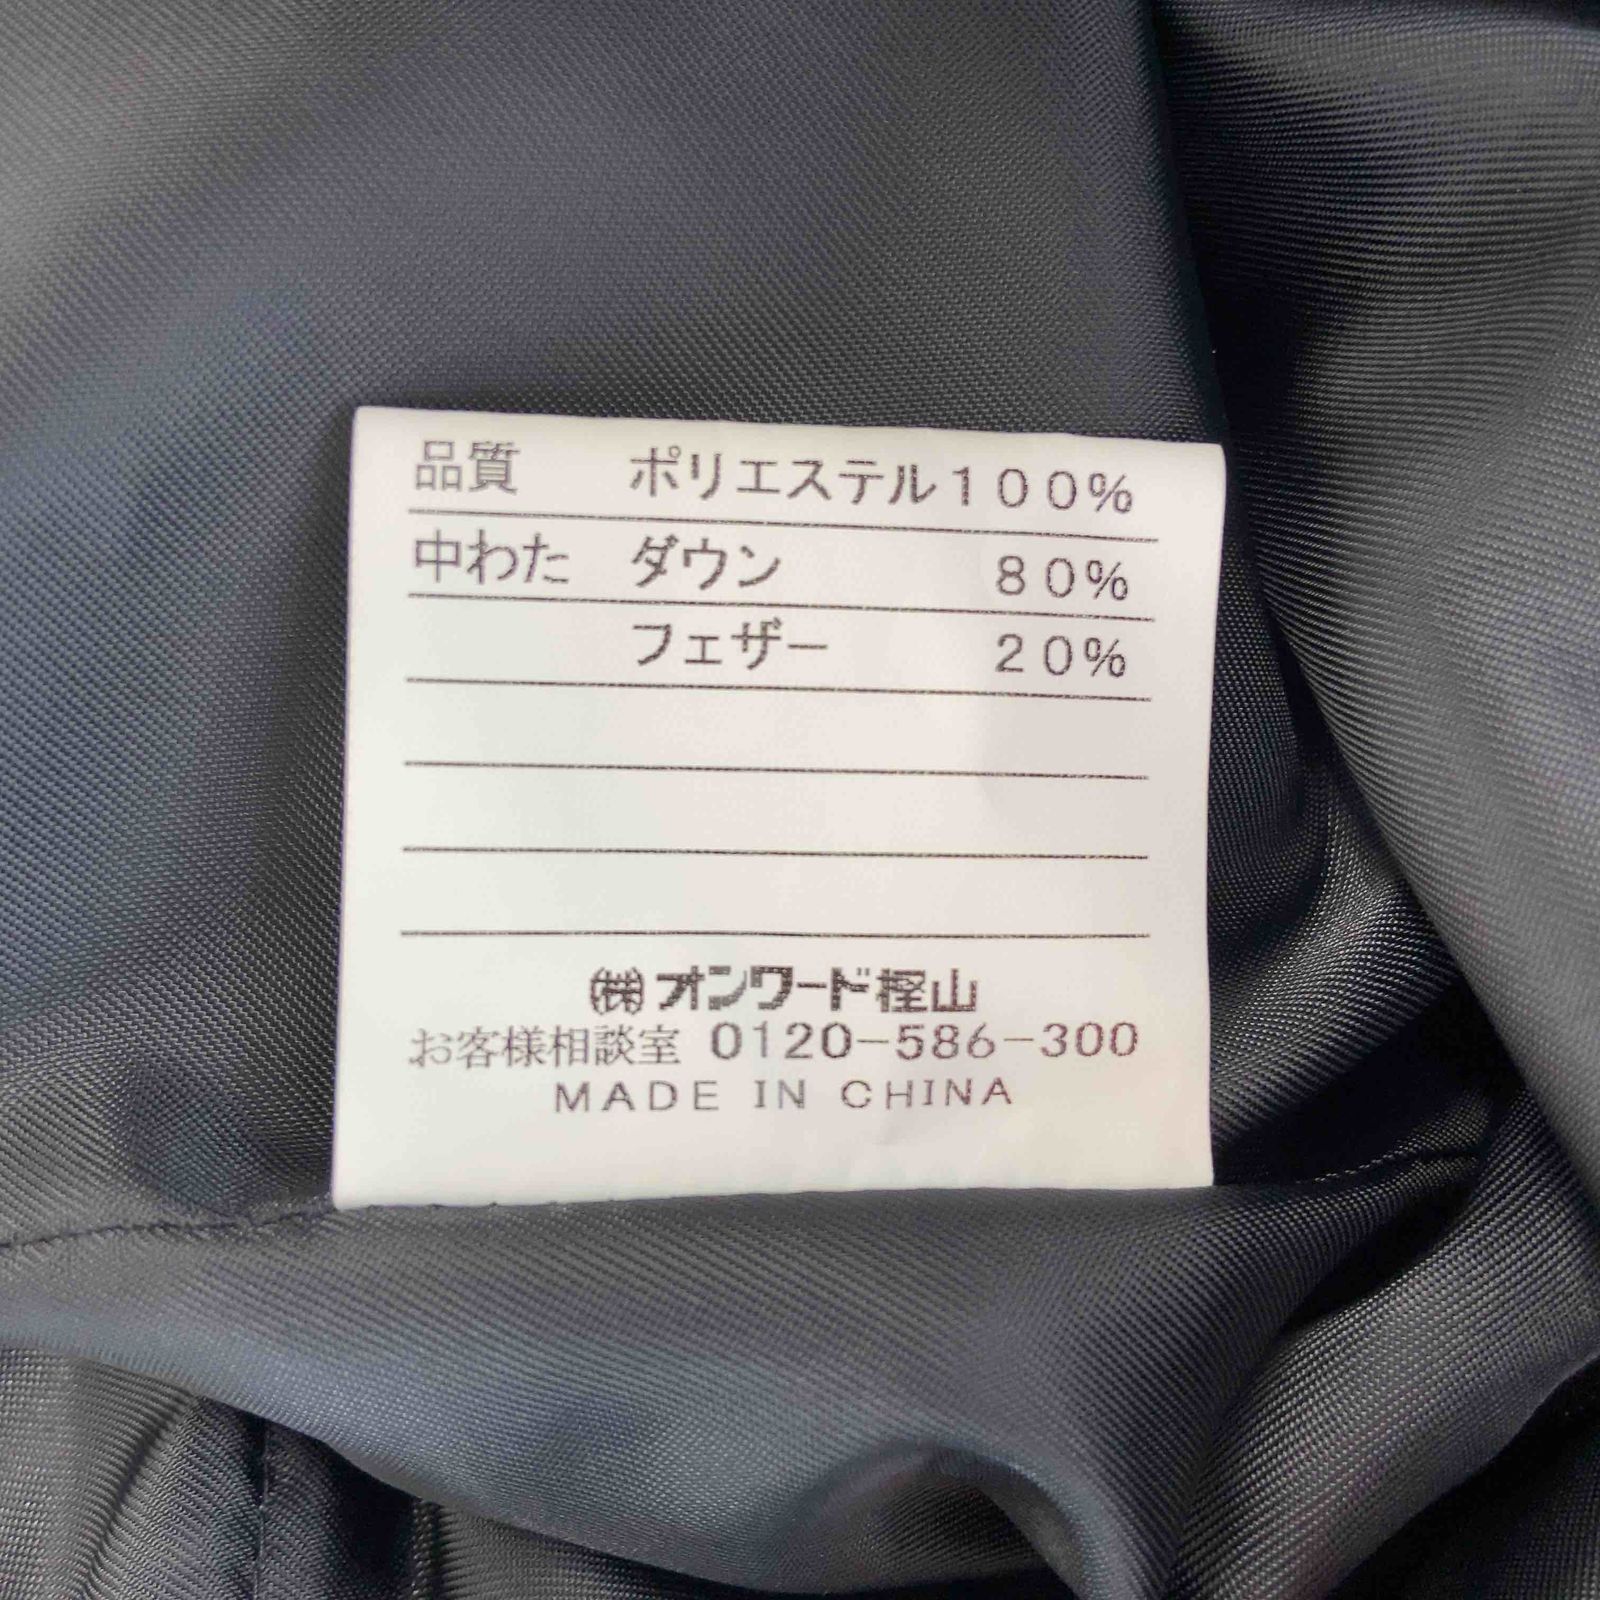 品質 ポリエステル100%
中わた ダウン 80%
フェザー 20%
㈱オンワード樫山
お客様相談室 0120-586-300
MADE IN CHINA